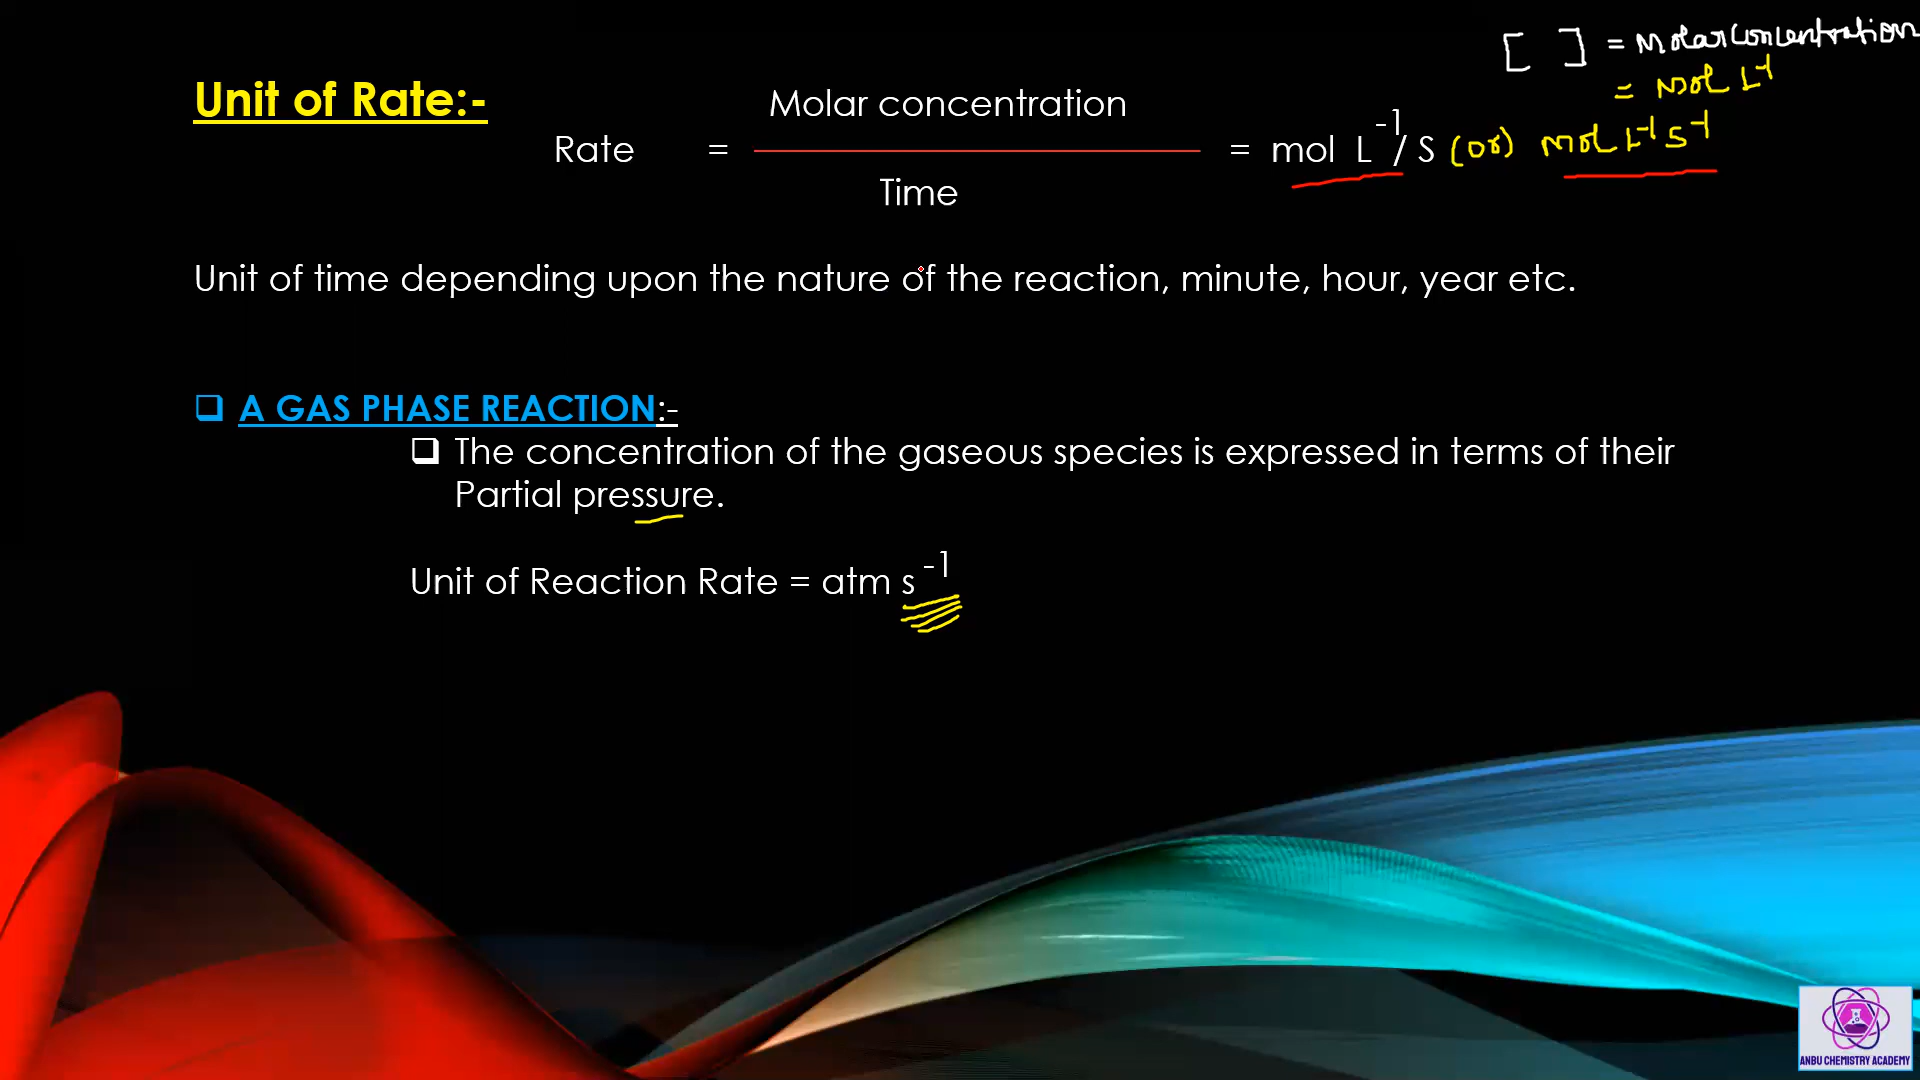 [ ] = Molar Concentration
= mol L⁻¹
Unit of Rate:-
Molar concentration
Rate = ― = mol L⁻¹/ S (or) mol L⁻¹ S⁻¹
Time
Unit of time depending upon the nature of the reaction, minute, hour, year etc.
❑ A GAS PHASE REACTION:-
❑ The concentration of the gaseous species is expressed in terms of their
Partial pressure.
Unit of Reaction Rate = atm s⁻¹
ANBU CHEMISTRY ACADEMY